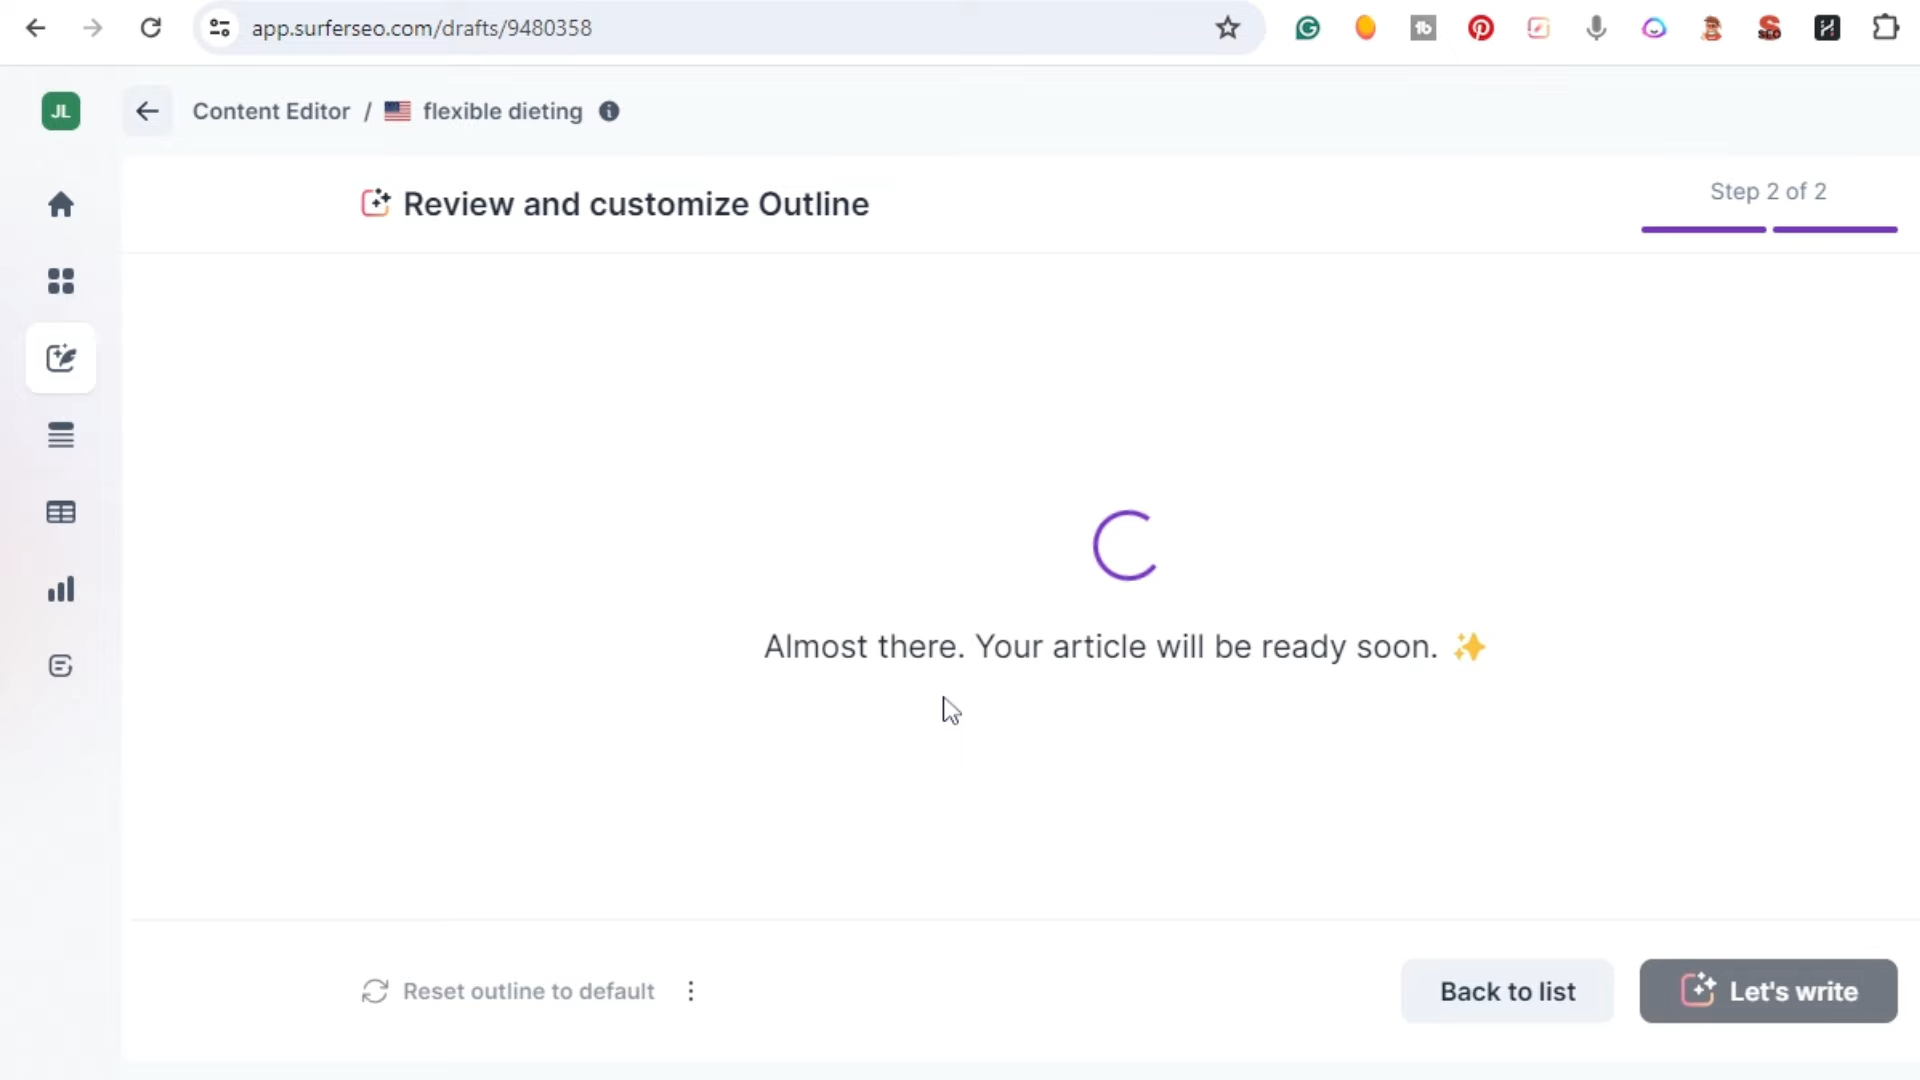 app.surferseo.com/drafts/9480358
JL
Content Editor / flexible dieting
Review and customize Outline
Step 2 of 2
Almost there. Your article will be ready soon. ✨
Reset outline to default
Back to list
Let's write